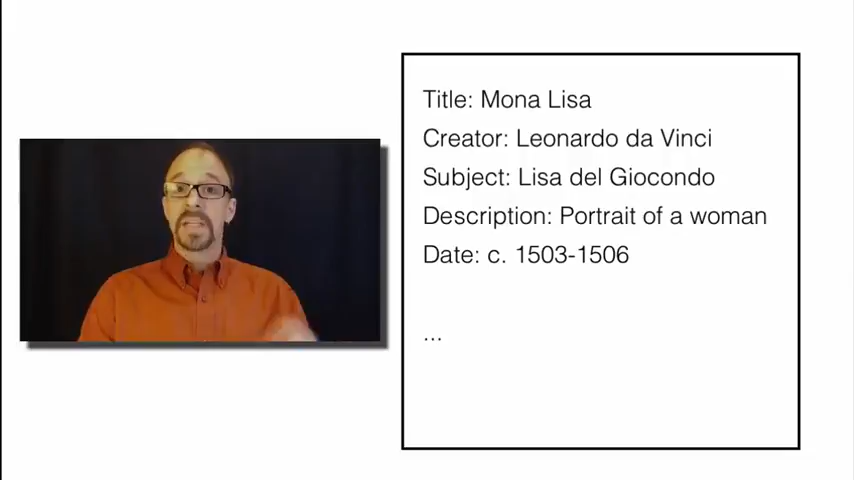 Title: Mona Lisa
Creator: Leonardo da Vinci
Subject: Lisa del Giocondo
Description: Portrait of a woman
Date: c. 1503-1506
...